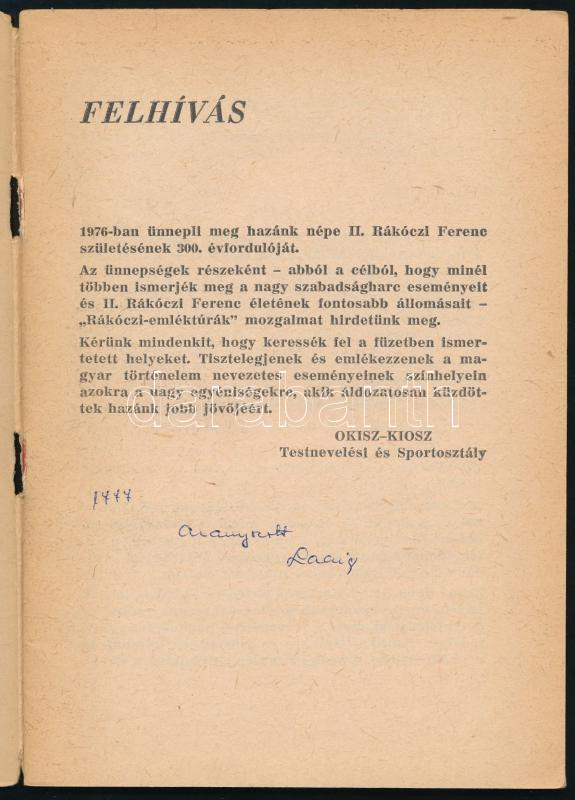 FELHÍVÁS
1976-ban ünnepli meg hazánk népe II. Rákóczi Ferenc
születésének 300. évfordulóját.
Az ünnepségek részeként – abból a célból, hogy minél
többen ismerjék meg a nagy szabadságharc eseményeit
és II. Rákóczi Ferenc életének fontosabb állomásait –
„Rákóczi-emléktúrák” mozgalmat hirdetünk meg.
Kérünk mindenkit, hogy keressék fel a füzetben ismer-
tetett helyeket. Tisztelegjenek és emlékezzenek a ma-
gyar történelem nevezetes eseményeinek színhelyein
azokra a nagy egyéniségekre, akik áldozatosan küzdöt-
tek hazánk jobb jövőjéért.
OKISZ–KIOSZ
Testnevelési és Sportosztály
1977
darabanth